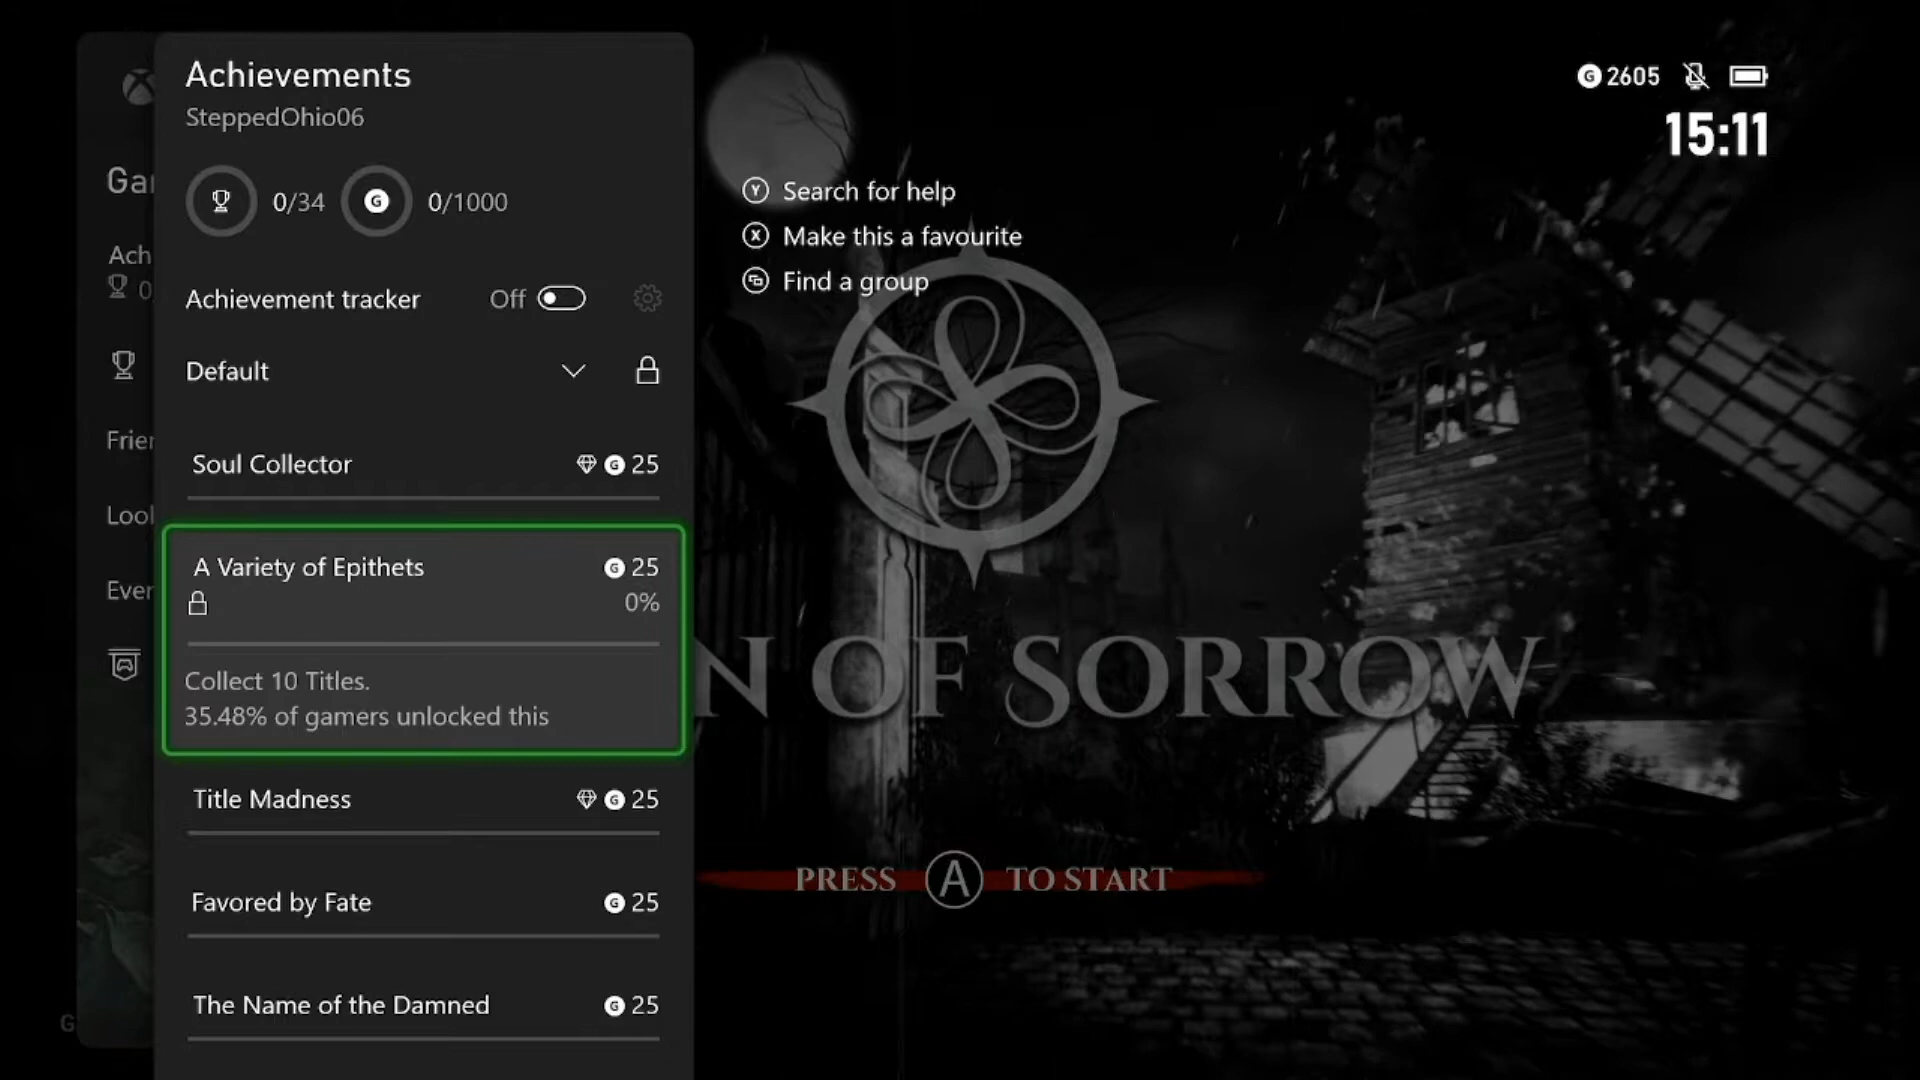 Achievements
SteppedOhio06
0/34
0/1000
Achievement tracker
Off
Default
Soul Collector
G 25
A Variety of Epithets
G 25
0%
Collect 10 Titles.
35.48% of gamers unlocked this
Title Madness
G 25
Favored by Fate
G 25
The Name of the Damned
G 25
Ga
Ach
0
Frie
Loo
Ever
G
Y Search for help
X Make this a favourite
Find a group
G 2605
15:11
N OF SORROW
PRESS A TO START